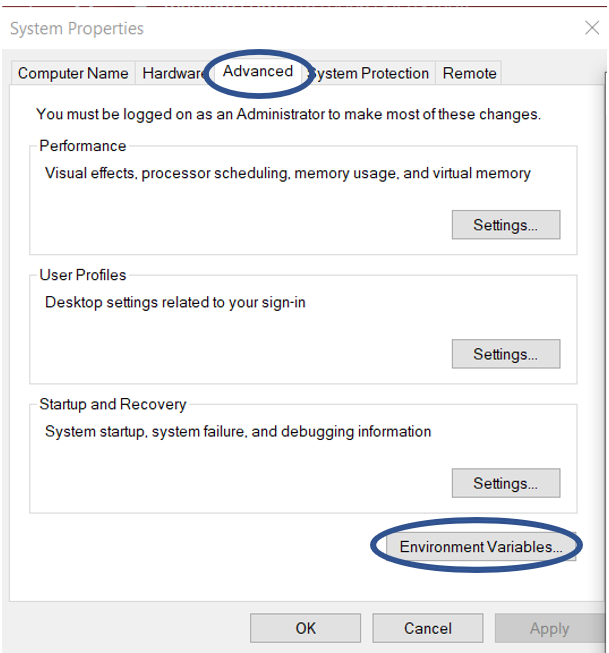 System Properties
Computer Name Hardware Advanced System Protection Remote
You must be logged on as an Administrator to make most of these changes.
Performance
Visual effects, processor scheduling, memory usage, and virtual memory
Settings...
User Profiles
Desktop settings related to your sign-in
Settings...
Startup and Recovery
System startup, system failure, and debugging information
Settings...
Environment Variables...
OK Cancel Apply